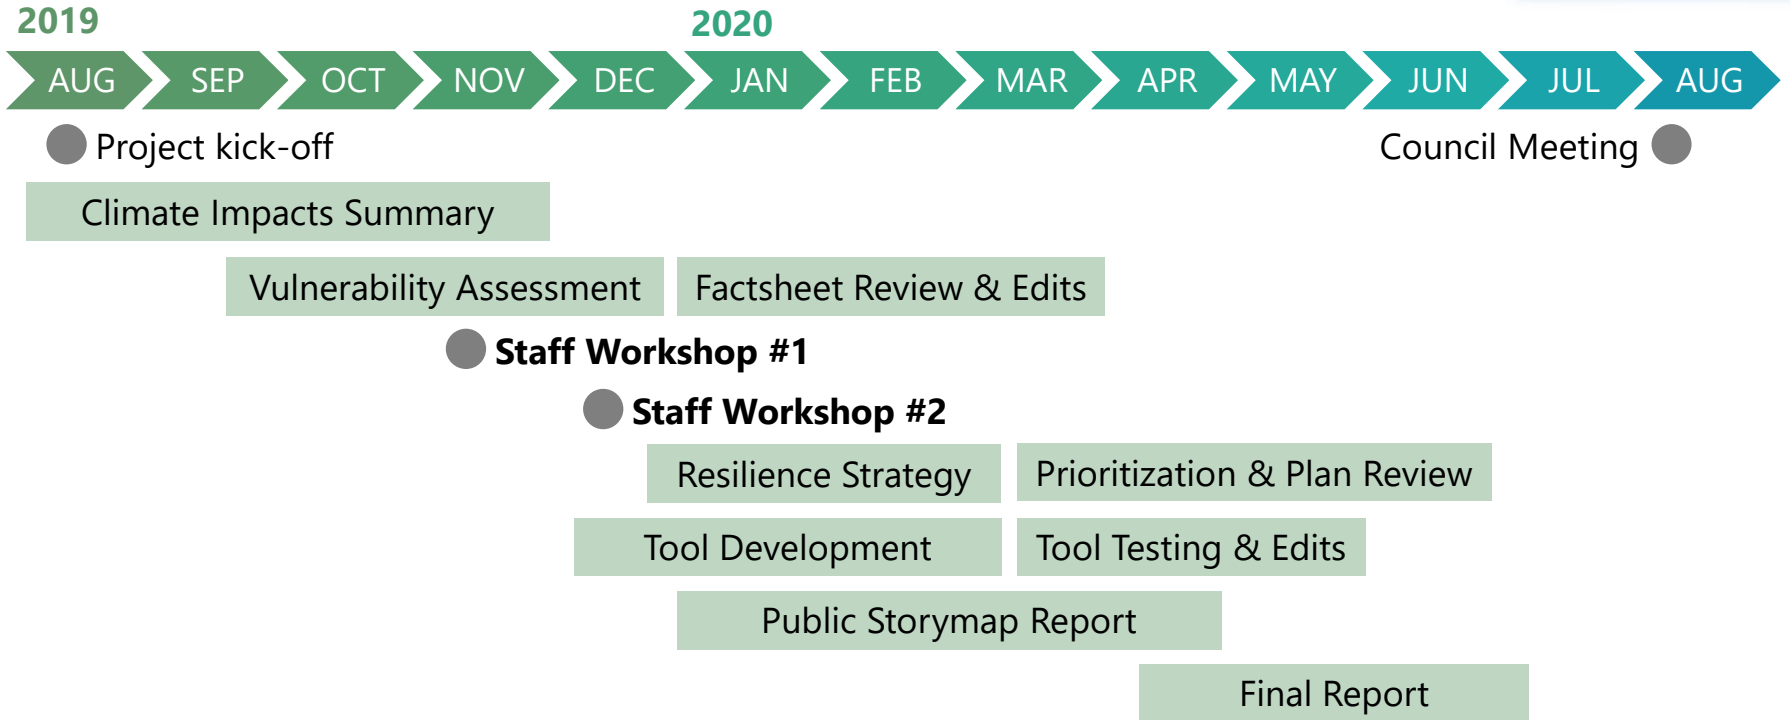 2019
2020
AUG SEP OCT NOV DEC JAN FEB MAR APR MAY JUN JUL AUG
Project kick-off
Council Meeting
Climate Impacts Summary
Vulnerability Assessment
Factsheet Review & Edits
Staff Workshop #1
Staff Workshop #2
Resilience Strategy
Prioritization & Plan Review
Tool Development
Tool Testing & Edits
Public Storymap Report
Final Report